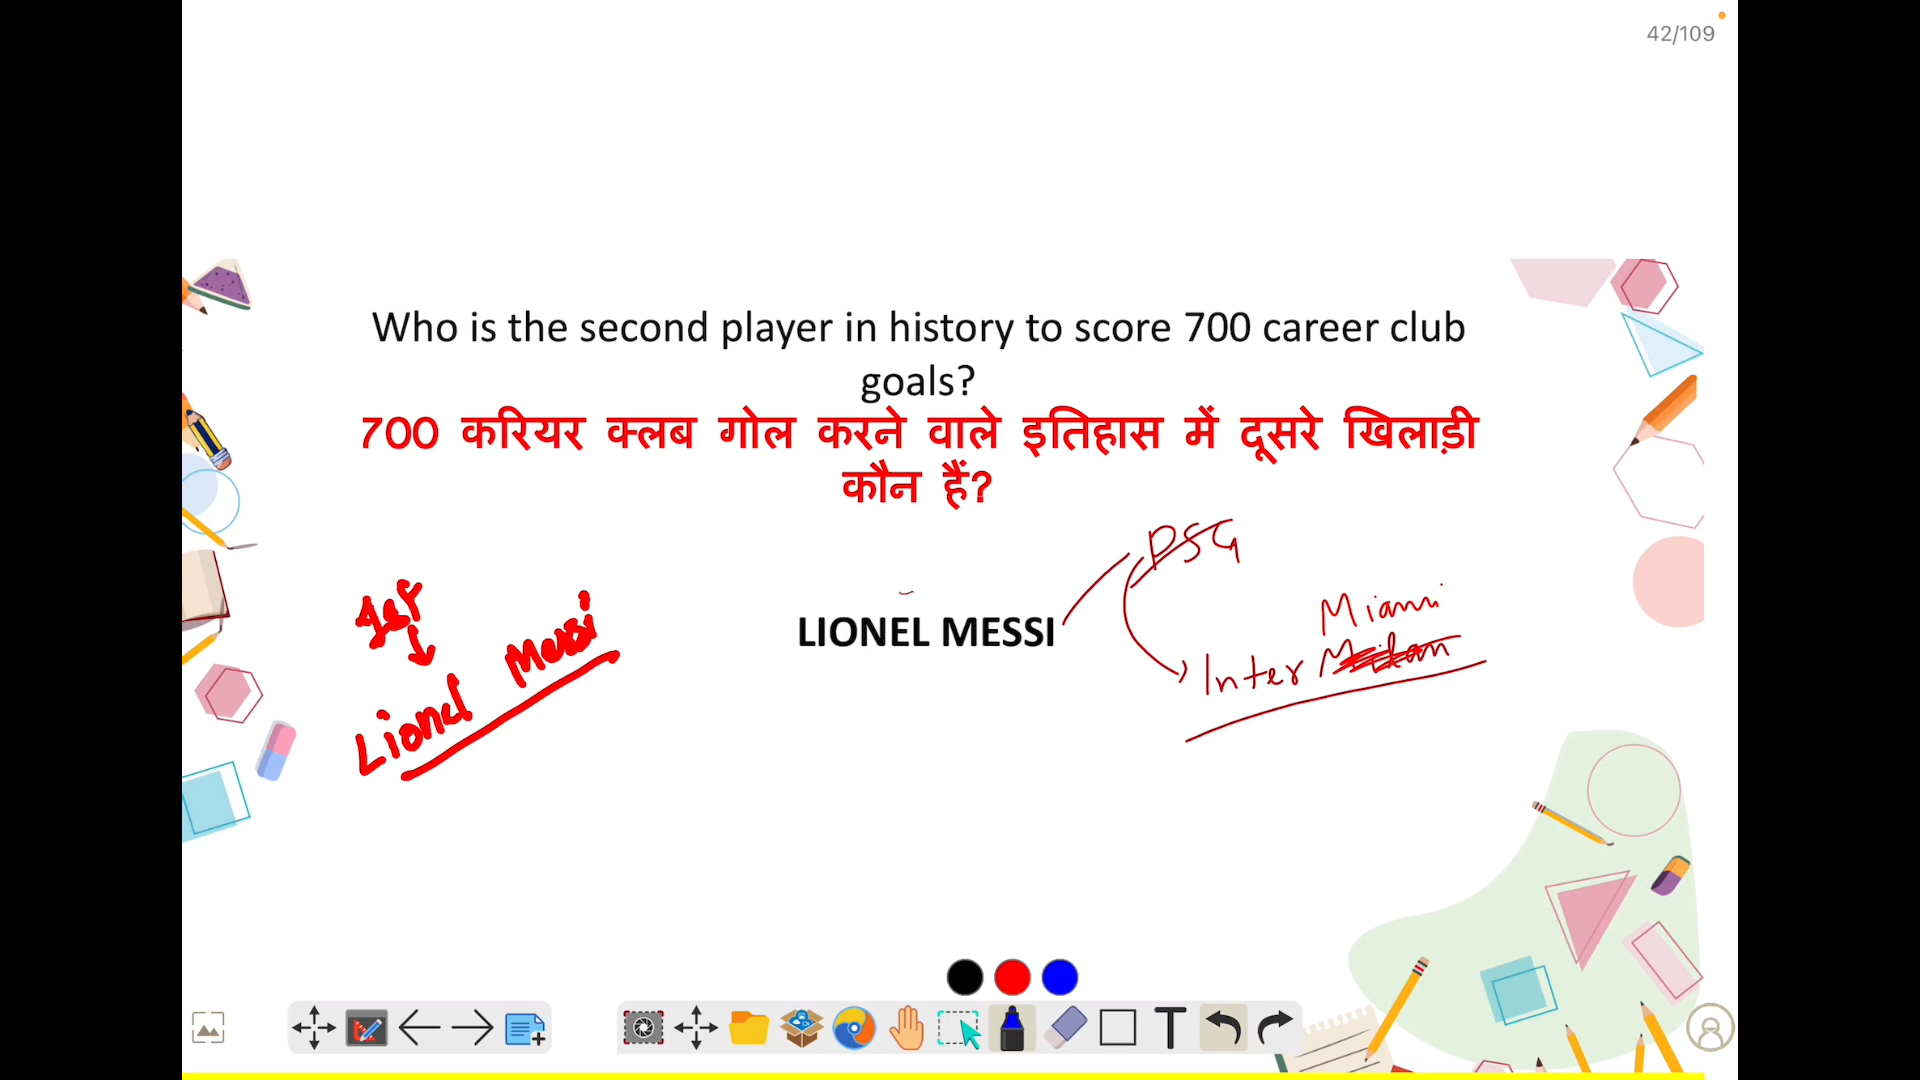 42/109
Who is the second player in history to score 700 career club
goals?
700 करियर क्लब गोल करने वाले इतिहास में दूसरे खिलाड़ी
कौन हैं?
PSG
1st
LIONEL MESSI
Miami
Inter
Lionel Messi
T